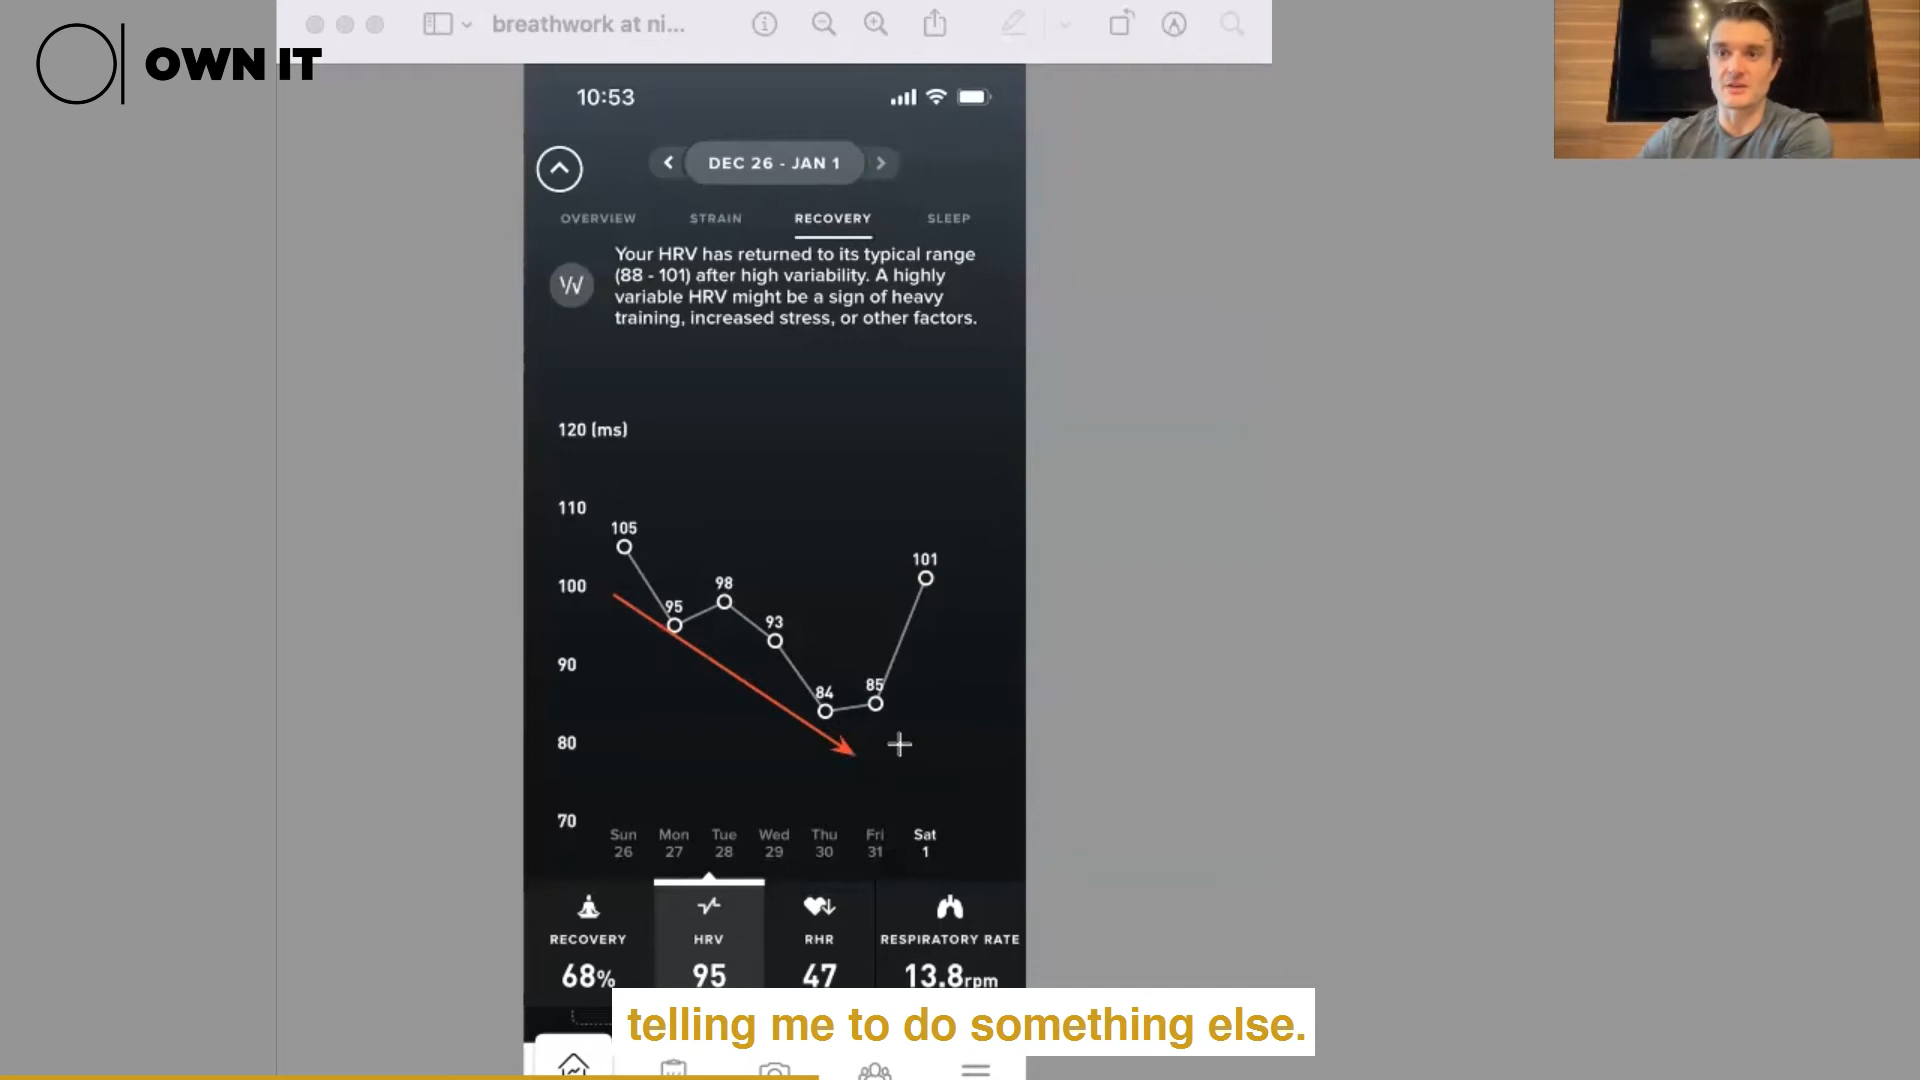 OWN IT
breathwork at ni...
10:53
DEC 26 - JAN 1
OVERVIEW
STRAIN
RECOVERY
SLEEP
Your HRV has returned to its typical range
(88 - 101) after high variability. A highly
variable HRV might be a sign of heavy
training, increased stress, or other factors.
120 (ms)
110
105
101
100
98
95
93
90
84
85
80
70
Sun
26
Mon
27
Tue
28
Wed
29
Thu
30
Fri
31
Sat
1
RECOVERY
68%
HRV
95
RHR
47
RESPIRATORY RATE
13.8rpm
telling me to do something else.